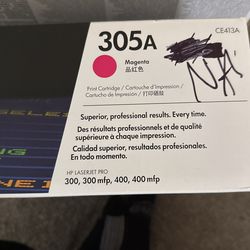 305A
CE413A
Magenta
品红色
Print Cartridge / Cartouche d'impression /
Cartucho de impresión / 打印硒鼓
NA
Superior, professional results. Every time.
Des résultats professionnels et de qualité
supérieure à chaque impression.
Calidad superior, resultados profesionales.
En todo momento.
HP LASERJET PRO
300, 300 mfp, 400, 400 mfp